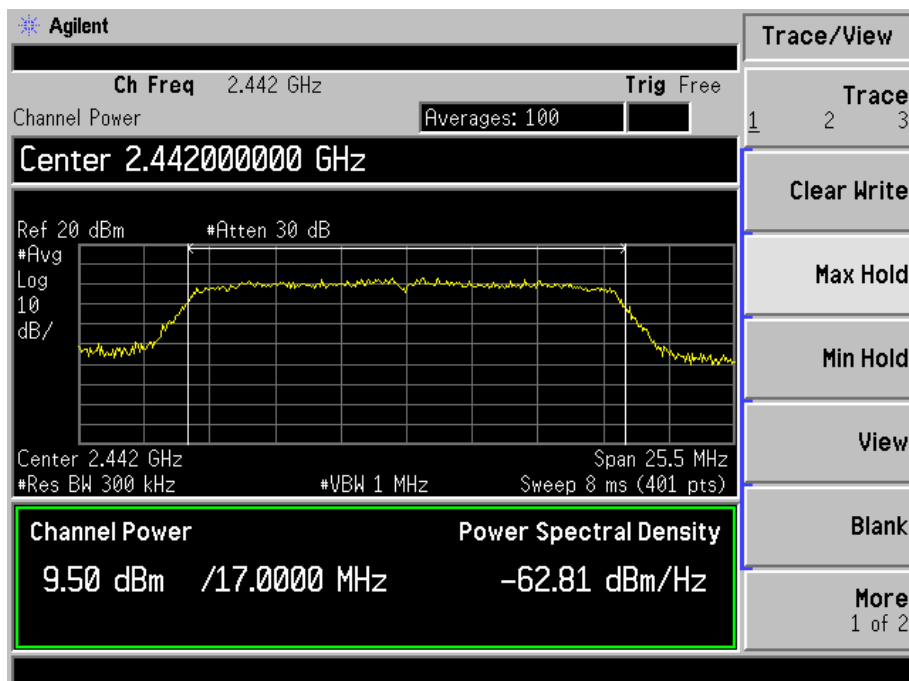 Agilent
Trace/View
Ch Freq 2.442 GHz Trig Free
Channel Power Averages: 100
Center 2.442000000 GHz
Ref 20 dBm #Atten 30 dB
#Avg
Log
10
dB/
Center 2.442 GHz Span 25.5 MHz
#Res BW 300 kHz #VBW 1 MHz Sweep 8 ms (401 pts)
Channel Power Power Spectral Density
9.50 dBm /17.0000 MHz -62.81 dBm/Hz
Trace
1 2 3
Clear Write
Max Hold
Min Hold
View
Blank
More
1 of 2